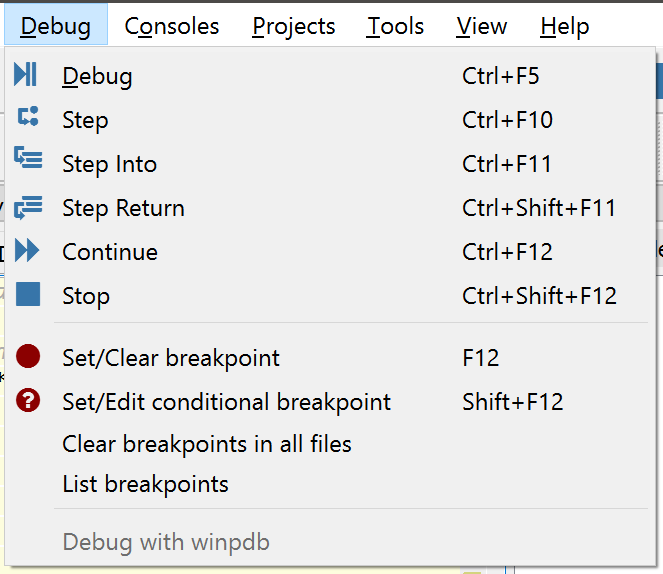 Debug Consoles Projects Tools View Help
Debug Ctrl+F5
Step Ctrl+F10
Step Into Ctrl+F11
Step Return Ctrl+Shift+F11
Continue Ctrl+F12
Stop Ctrl+Shift+F12
Set/Clear breakpoint F12
Set/Edit conditional breakpoint Shift+F12
Clear breakpoints in all files
List breakpoints
Debug with winpdb